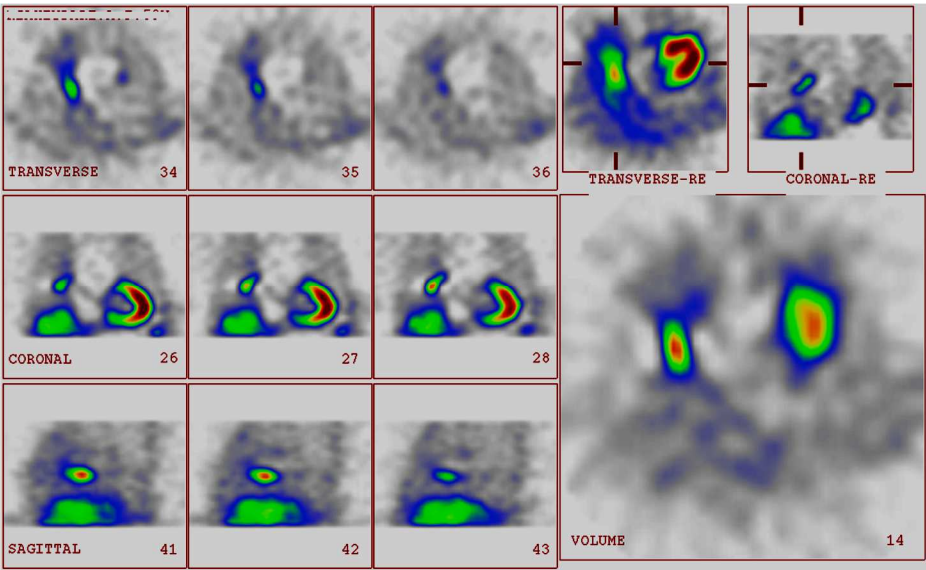 TRANSVERSE 34
35
36
TRANSVERSE-RE
CORONAL-RE
CORONAL 26
27
28
SAGITTAL 41
42
43
VOLUME 14